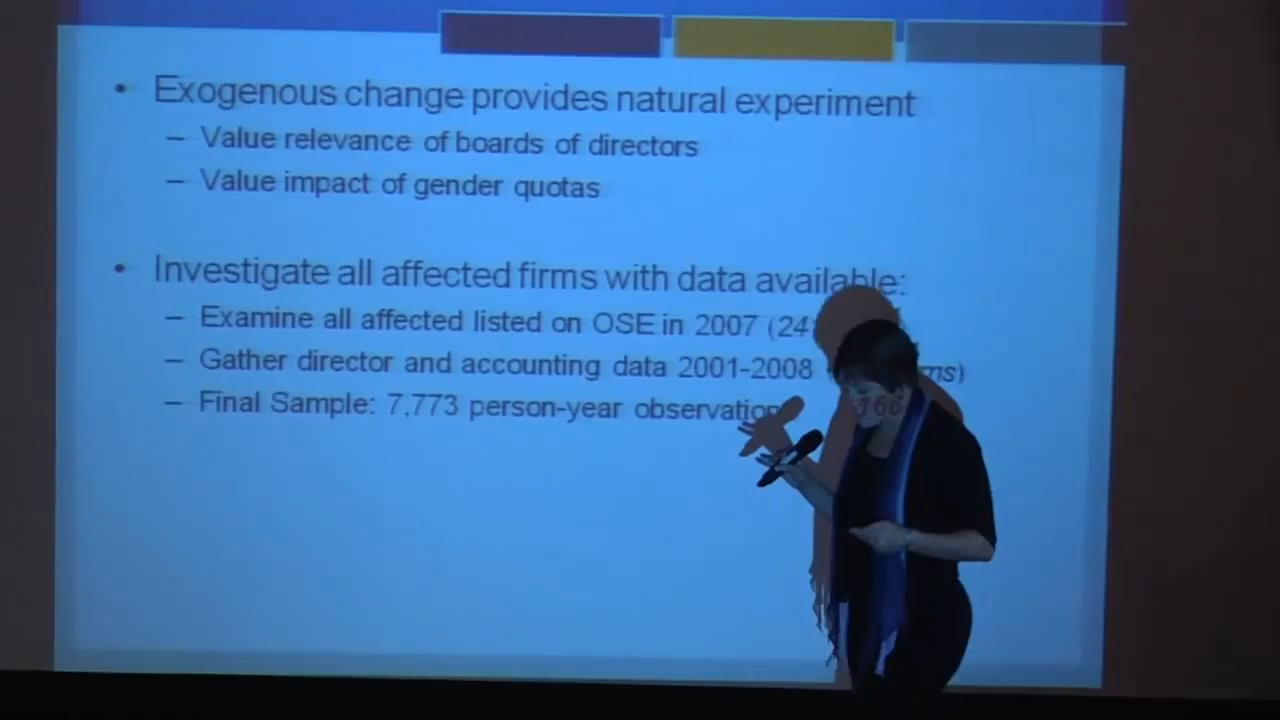 • Exogenous change provides natural experiment
– Value relevance of boards of directors
– Value impact of gender quotas
• Investigate all affected firms with data available:
– Examine all affected listed on OSE in 2007 (24
– Gather director and accounting data 2001-2008 166 ms)
– Final Sample: 7,773 person-year observation